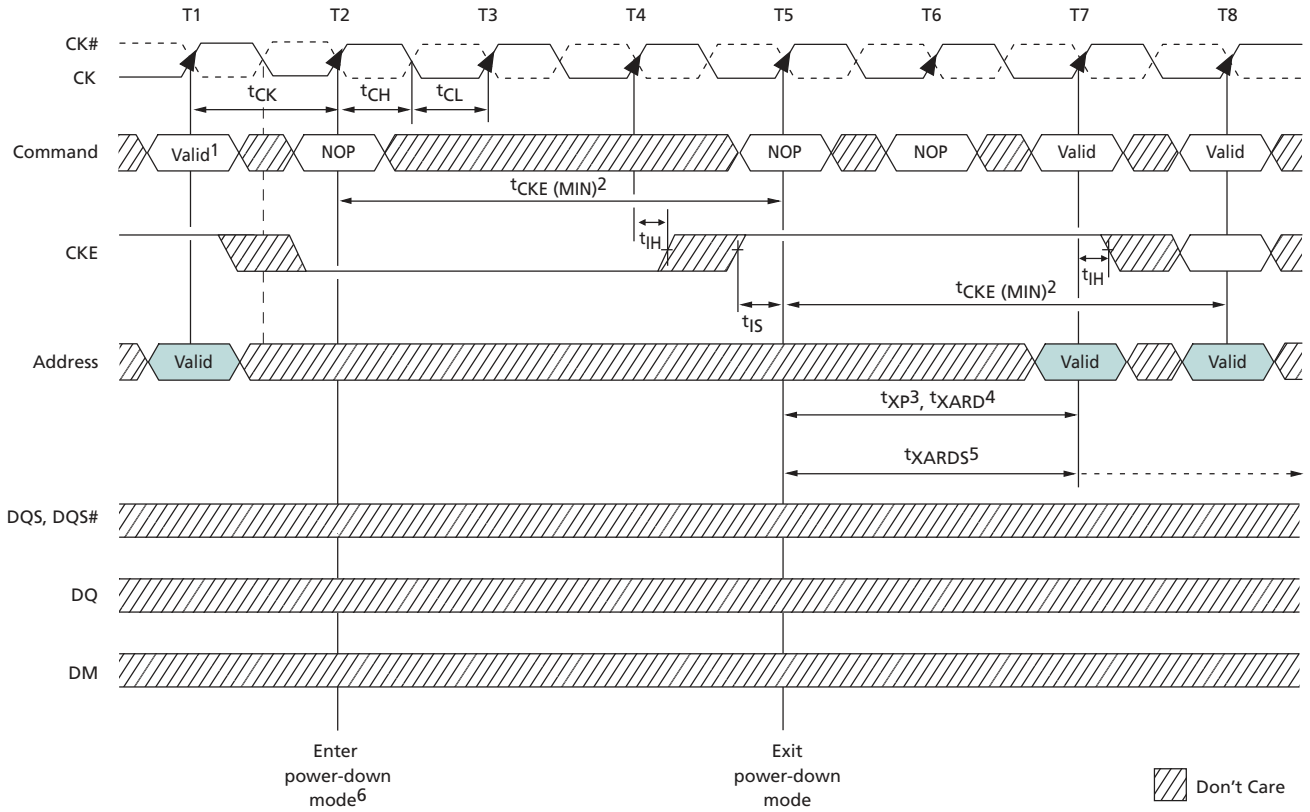 T1 T2 T3 T4 T5 T6 T7 T8
CK#
CK
tCK tCH tCL
Command Valid1 NOP NOP NOP Valid Valid
tCKE (MIN)2
tIH
CKE
tIH
tCKE (MIN)2
tIS
Address Valid Valid Valid
tXP3, tXARD4
tXARDS5
DQS, DQS#
DQ
DM
Enter
power-down
mode6
Exit
power-down
mode
Don't Care